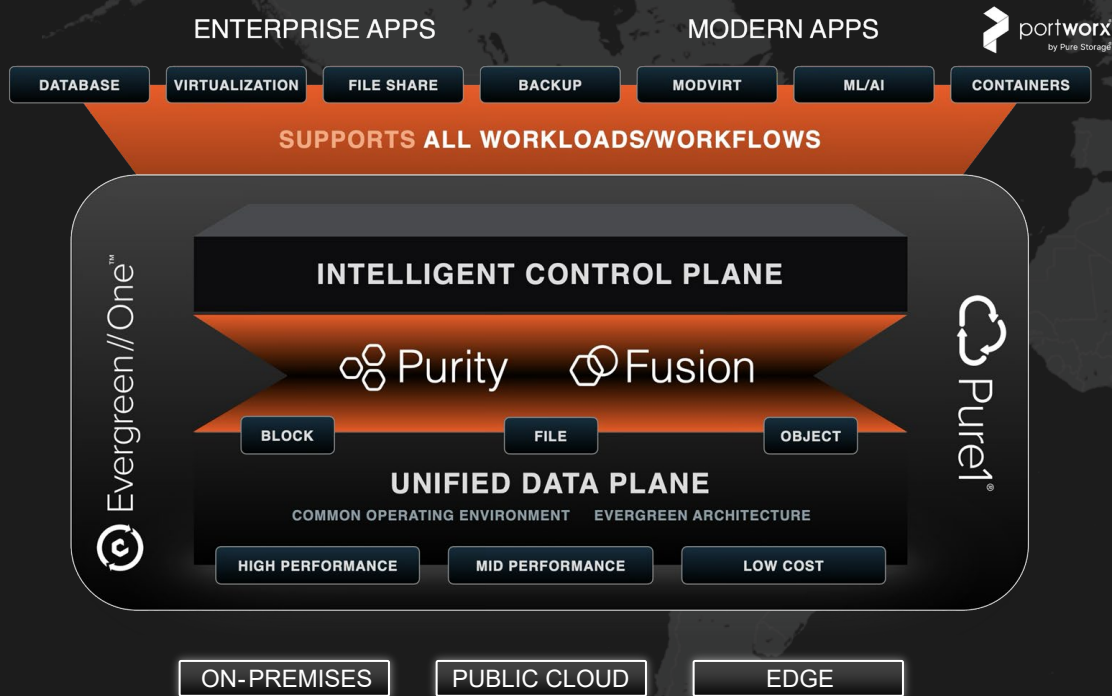 ENTERPRISE APPS
MODERN APPS
portworx
by Pure Storage®
DATABASE
VIRTUALIZATION
FILE SHARE
BACKUP
MODVIRT
ML/AI
CONTAINERS
SUPPORTS ALL WORKLOADS/WORKFLOWS
Evergreen//One™
INTELLIGENT CONTROL PLANE
Purity
Fusion
Pure1®
BLOCK
FILE
OBJECT
UNIFIED DATA PLANE
COMMON OPERATING ENVIRONMENT
EVERGREEN ARCHITECTURE
HIGH PERFORMANCE
MID PERFORMANCE
LOW COST
ON-PREMISES
PUBLIC CLOUD
EDGE